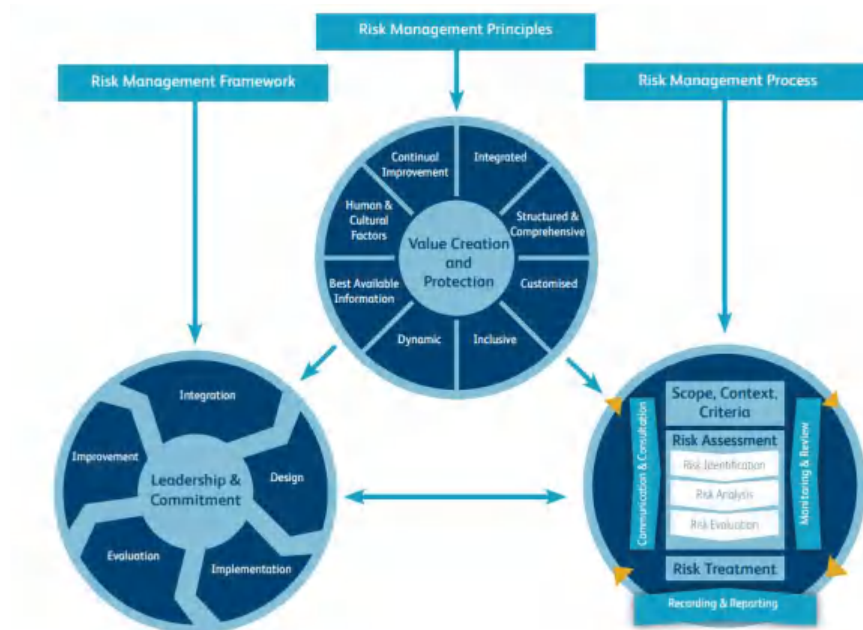 Risk Management Principles
Risk Management Framework
Risk Management Process
Continual
Improvement
Integrated
Human &
Cultural
Factors
Structured &
Comprehensive
Value Creation
and
Protection
Best Available
Information
Customised
Dynamic
Inclusive
Integration
Improvement
Leadership &
Commitment
Design
Evaluation
Implementation
Scope, Context,
Criteria
Communication & Consultation
Risk Assessment
Risk Identification
Risk Analysis
Risk Evaluation
Monitoring & Review
Risk Treatment
Recording & Reporting